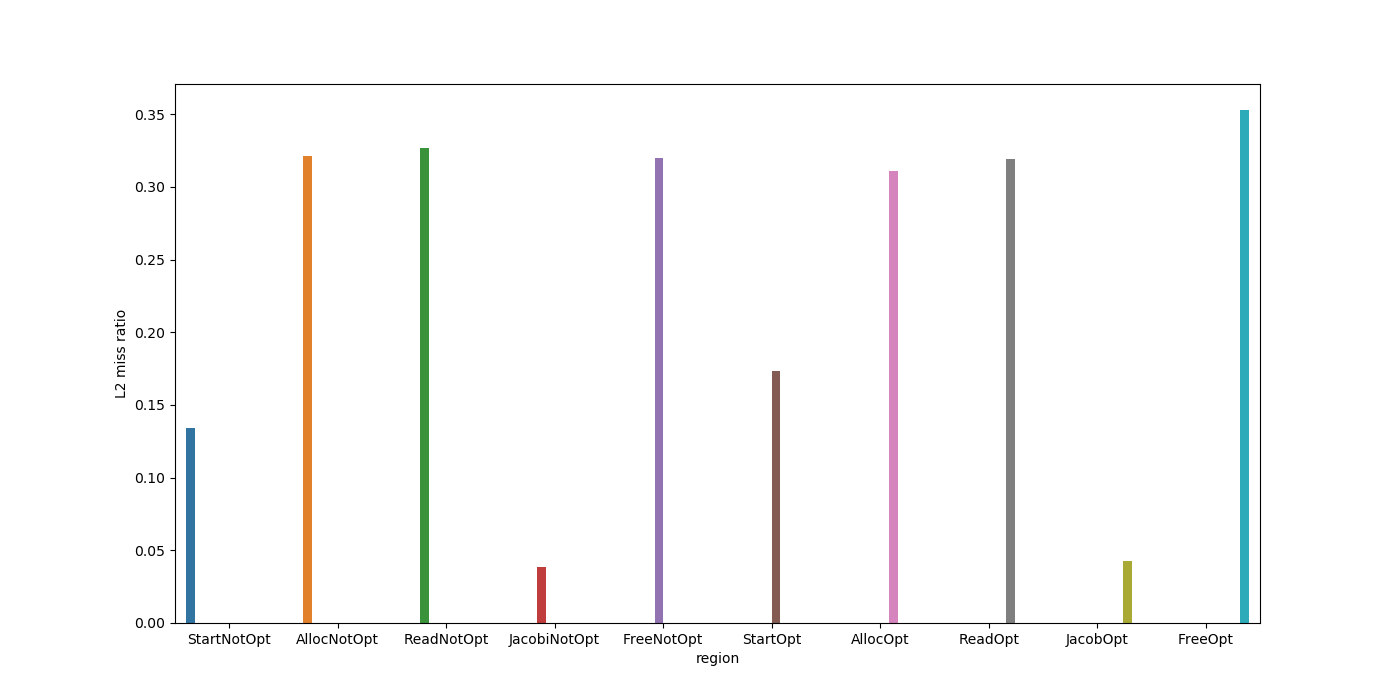 0.35
0.30
0.25
0.20
0.15
0.10
0.05
0.00
L2 miss ratio
StartNotOpt AllocNotOpt ReadNotOpt JacobiNotOpt FreeNotOpt StartOpt AllocOpt ReadOpt JacobOpt FreeOpt
region